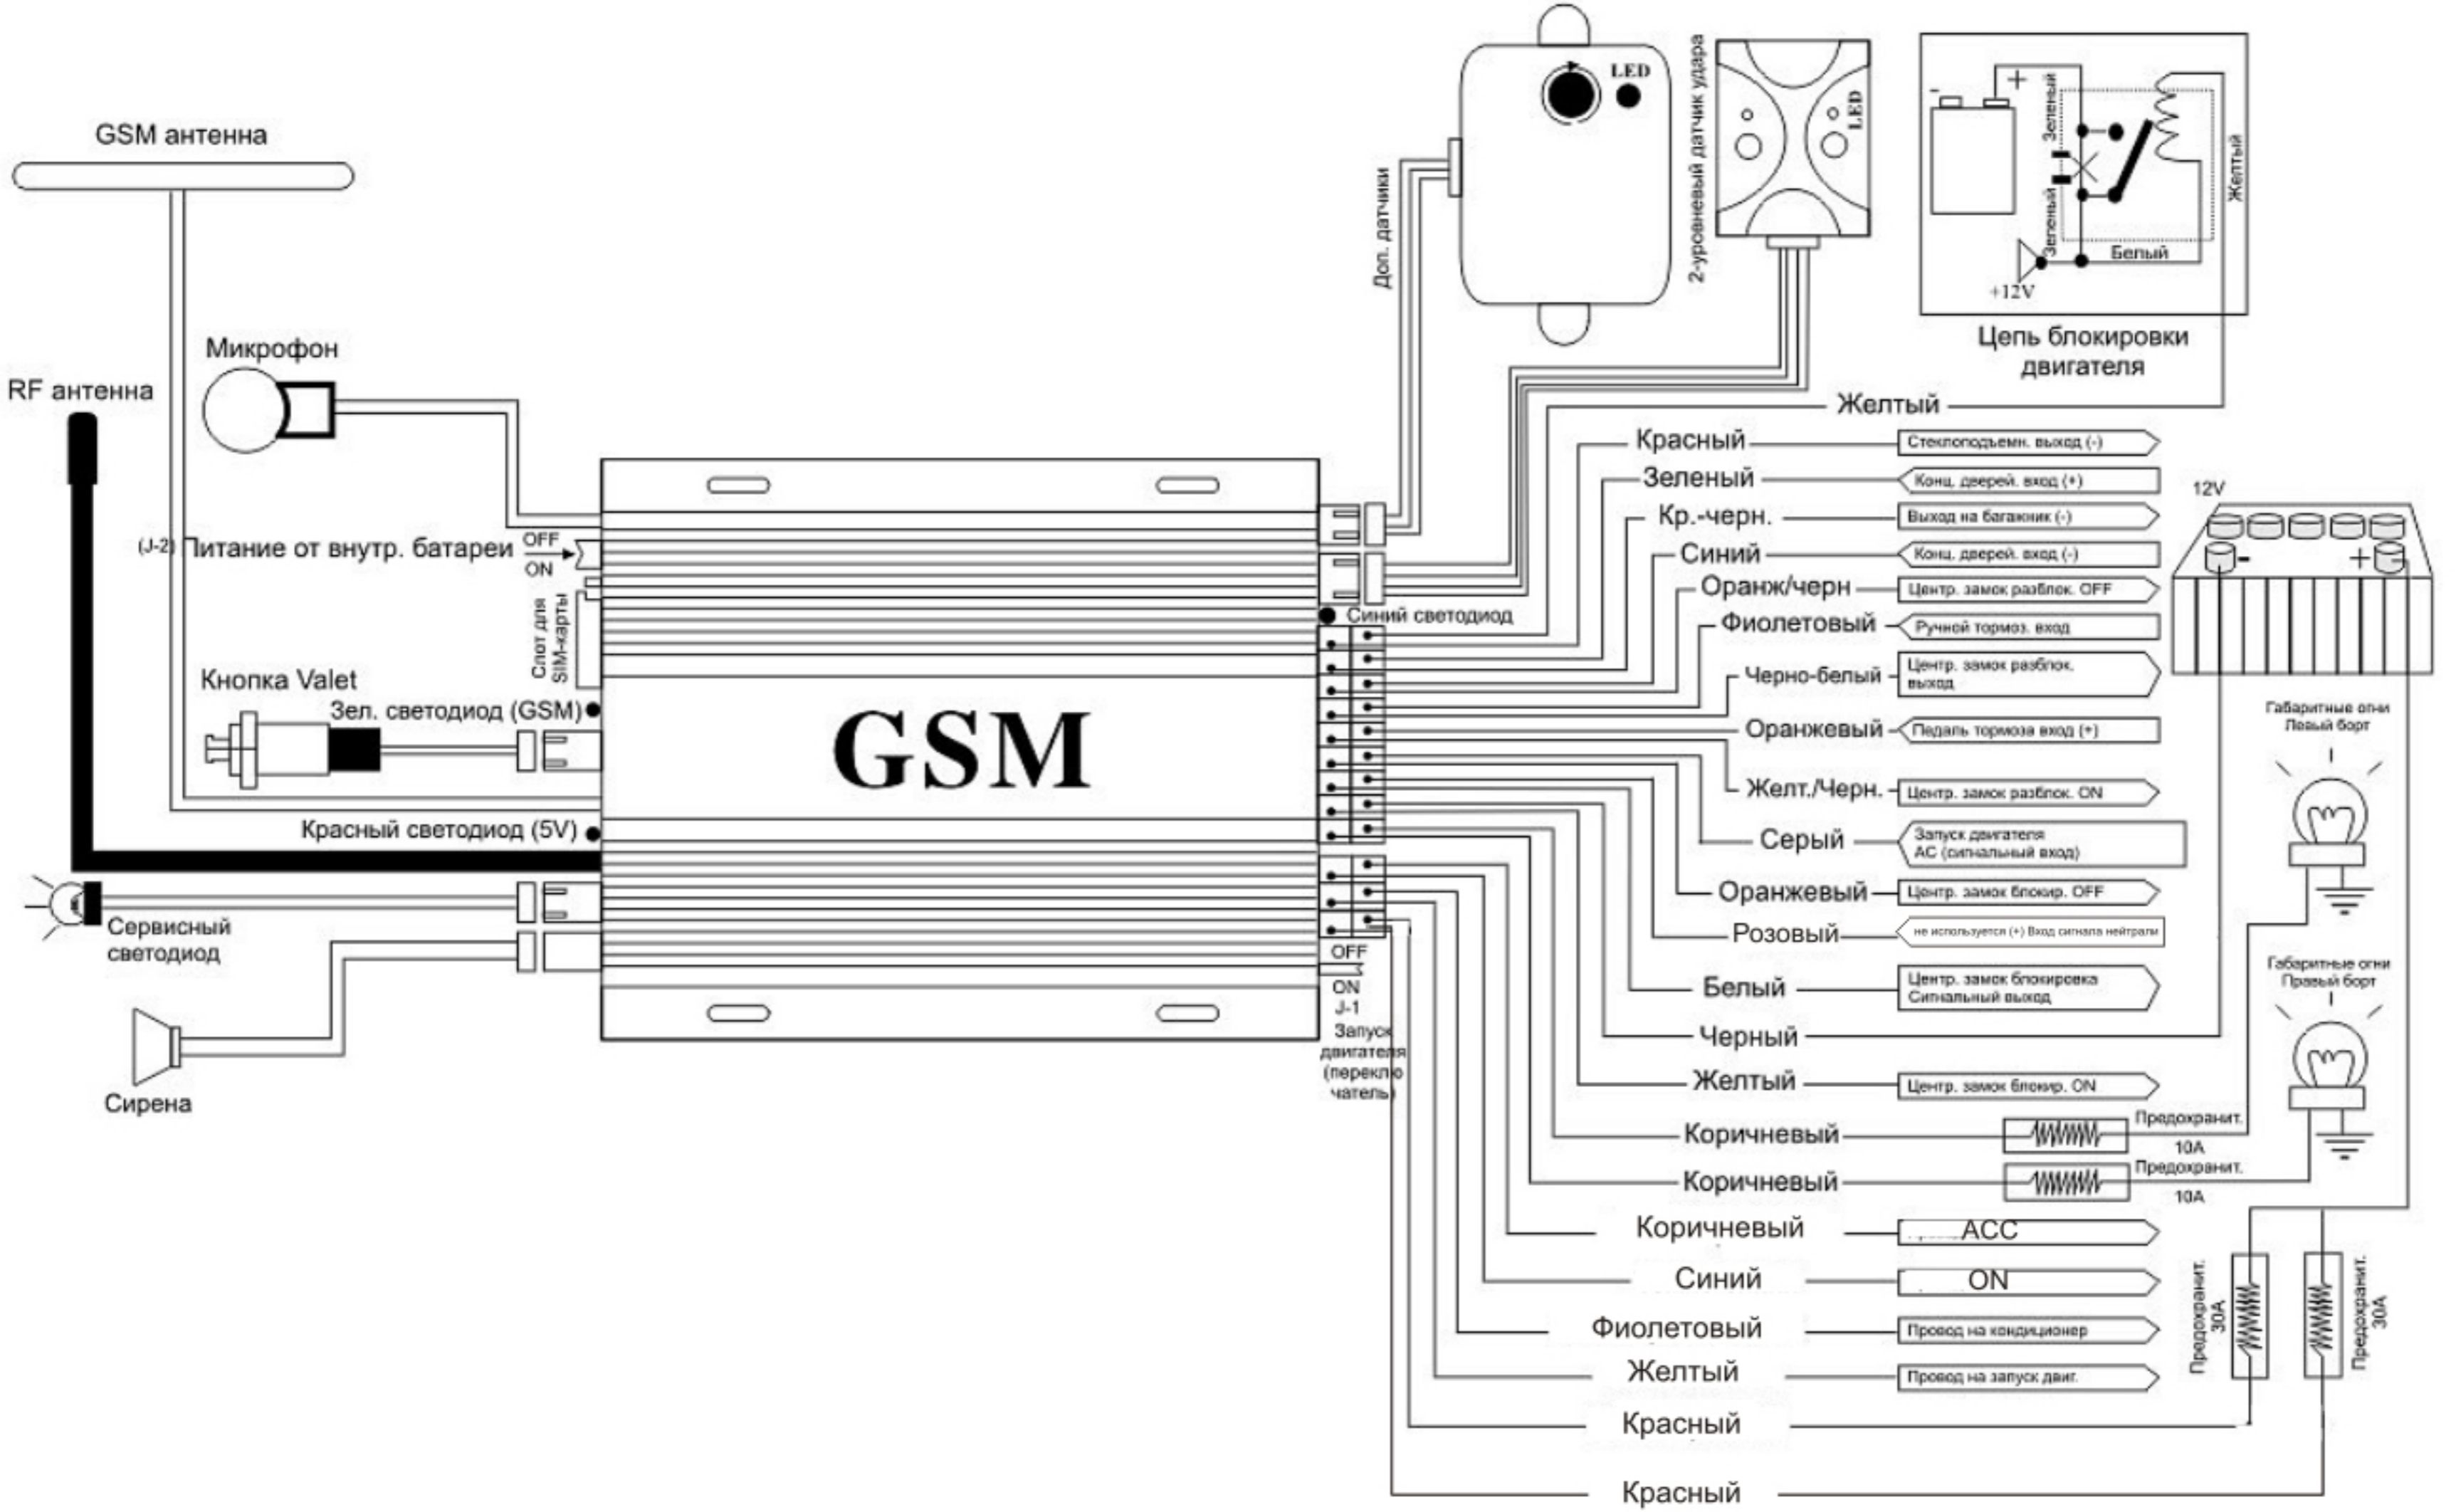 GSM антенна
Микрофон
RF антенна
(J-2)
Питание от внутр. батареи
OFF
ON
Слот для
SIM-карты
Кнопка Valet
Зел. светодиод (GSM)
Красный светодиод (5V)
Сервисный
светодиод
Сирена
GSM
Доп. датчики
LED
2-уровневый датчик удара
LED
-
+
Зеленый
Зеленый
Желтый
Белый
+12V
Цепь блокировки
двигателя
Синий светодиод
Желтый
Красный
Стеклоподъемн. выход (-)
Зеленый
Конц. дверей. вход (+)
Кр.-черн.
Выход на багажник (-)
Синий
Конц. дверей. вход (-)
Оранж/черн
Центр. замок разблок. OFF
Фиолетовый
Ручной тормоз. вход
Черно-белый
Центр. замок разблок.
выход
Оранжевый
Педаль тормоза вход (+)
Желт./Черн.
Центр. замок разблок. ON
Серый
Запуск двигателя
AC (сигнальный вход)
Оранжевый
Центр. замок блокир. OFF
Розовый
не используется (+) Вход сигнала нейтрали
Белый
Центр. замок блокировка
Сигнальный выход
Черный
Желтый
Центр. замок блокир. ON
Коричневый
Предохранит.
10А
Коричневый
Предохранит.
10А
Коричневый
ACC
Синий
ON
Фиолетовый
Провод на кондиционер
Желтый
Провод на запуск двиг.
Красный
Красный
OFF
ON
J-1
Запуск
двигателя
(переклю
чатель)
12V
-
+
Габаритные огни
Левый борт
Габаритные огни
Правый борт
Предохранит.
30А
Предохранит.
30А